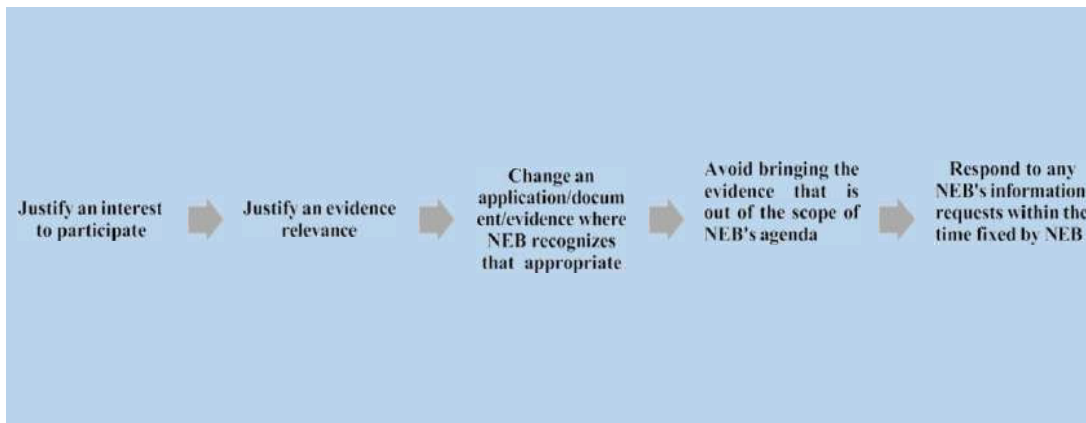 Justify an interest
to participate
Justify an evidence
relevance
Change an
application/docum
ent/evidence where
NEB recognizes
that appropriate
Avoid bringing the
evidence that is
out of the scope of
NEB's agenda
Respond to any
NEB's information
requests within the
time fixed by NEB